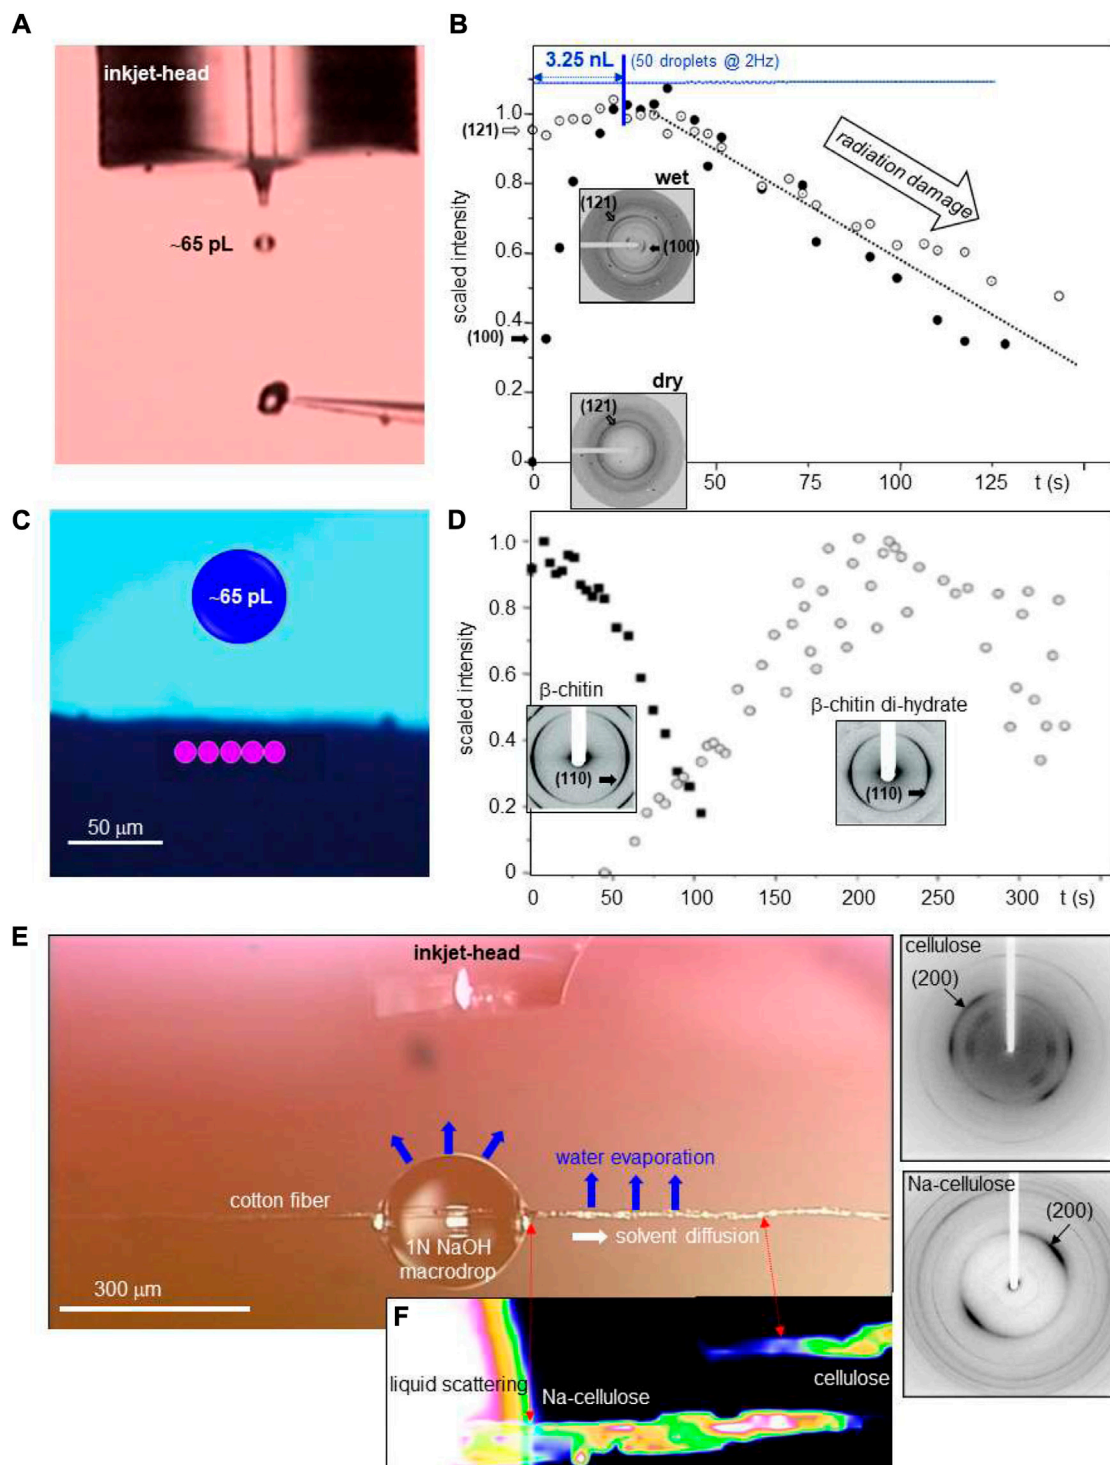 A
inkjet-head
~65 pL
B
3.25 nL (50 droplets @ 2Hz)
1.0
(121)
0.8
0.6
0.4
(100)
0.2
0
scaled intensity
radiation damage
wet
(121)
(100)
dry
(121)
0 50 75 100 125 t (s)
C
~65 pL
50 μm
D
1.0
0.8
0.6
0.4
0.2
0
scaled intensity
β-chitin
(110)
β-chitin di-hydrate
(110)
0 50 100 150 200 250 300 t (s)
E
inkjet-head
cotton fiber
1N NaOH
macrodrop
water evaporation
solvent diffusion
300 μm
cellulose
(200)
Na-cellulose
(200)
F
liquid scattering
Na-cellulose
cellulose